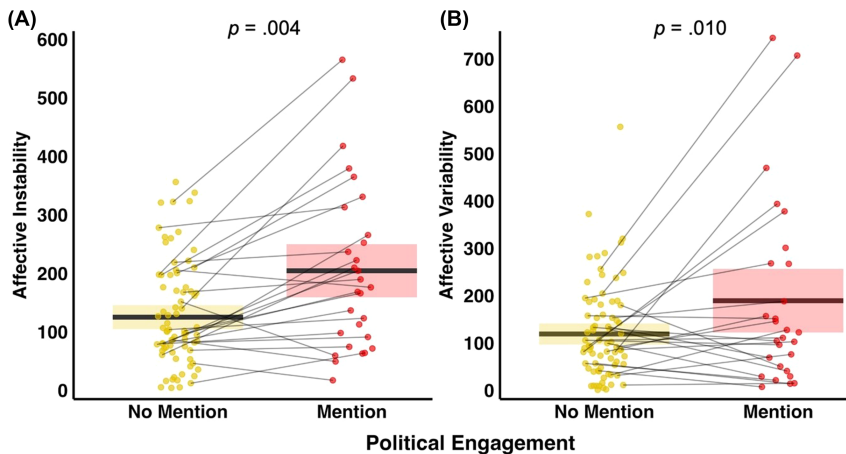 (A)
p = .004
600
500
400
300
200
100
0
Affective Instability
No Mention
Mention
(B)
p = .010
700
600
500
400
300
200
100
0
Affective Variability
No Mention
Mention
Political Engagement